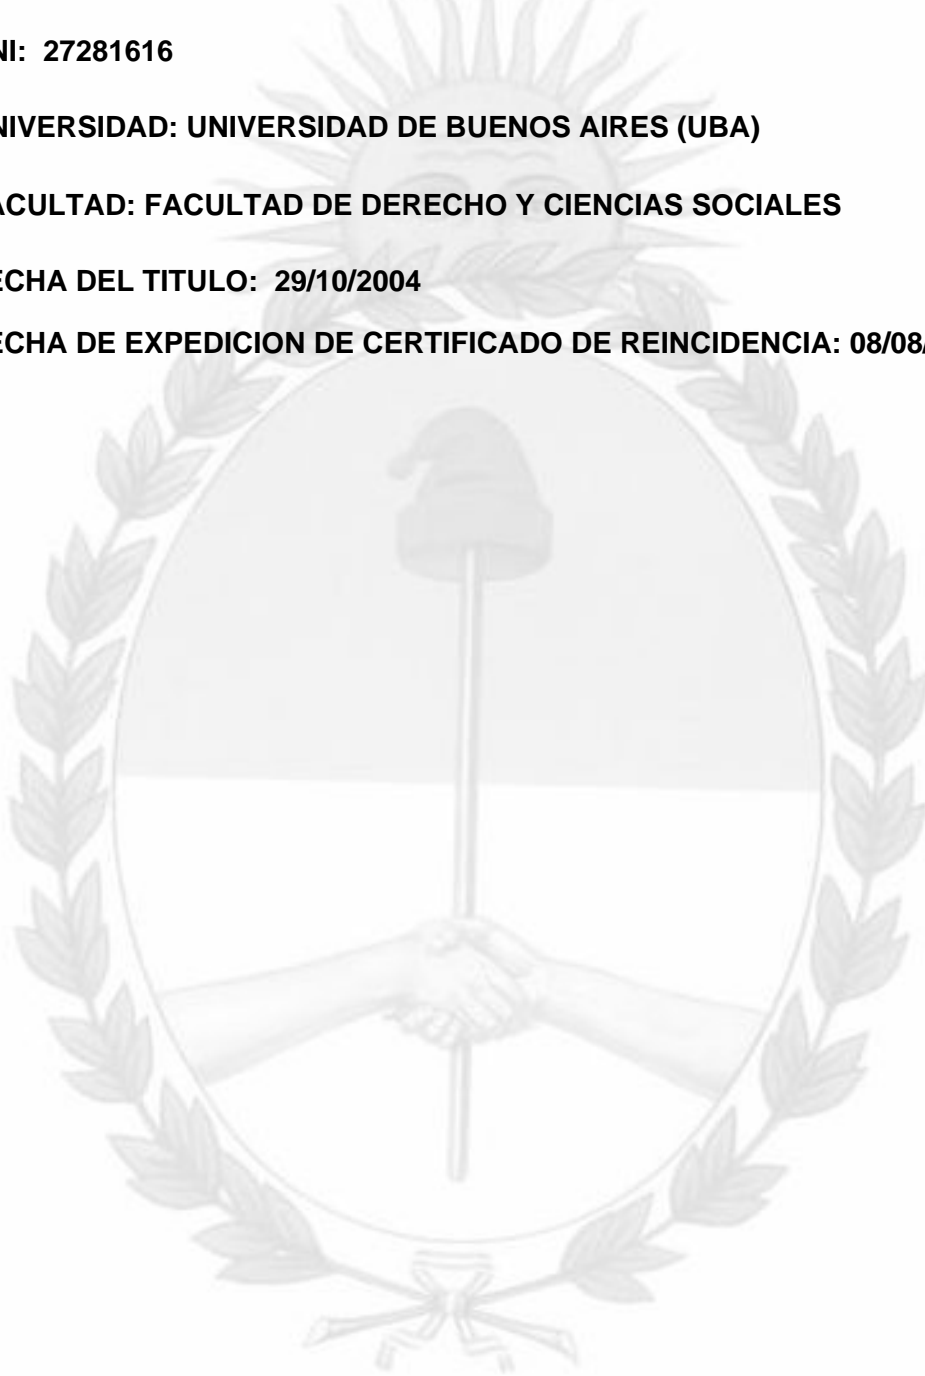 NI: 27281616
NIVERSIDAD: UNIVERSIDAD DE BUENOS AIRES (UBA)
ACULTAD: FACULTAD DE DERECHO Y CIENCIAS SOCIALES
ECHA DEL TITULO: 29/10/2004
ECHA DE EXPEDICION DE CERTIFICADO DE REINCIDENCIA: 08/08/